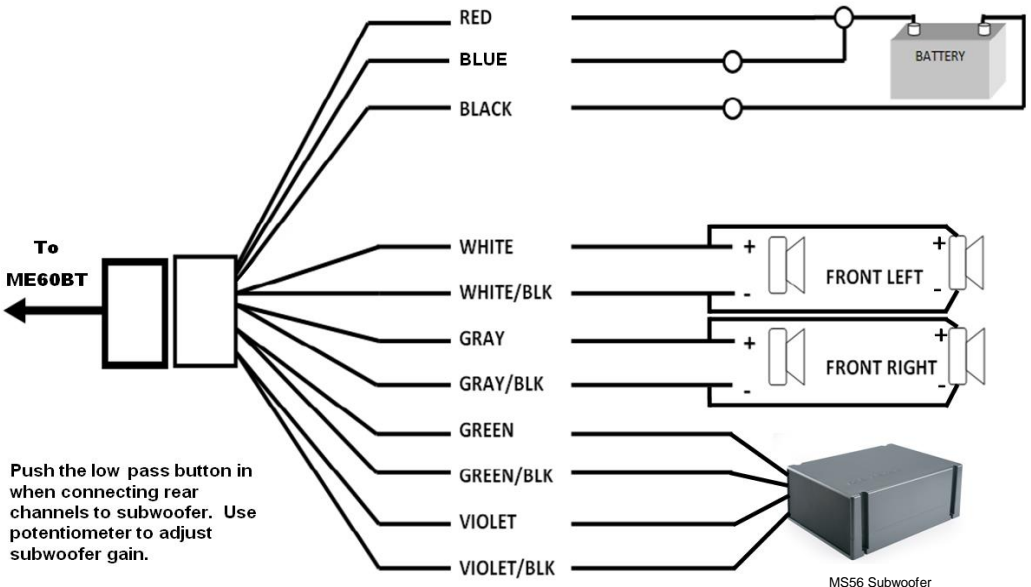 RED
BLUE
BLACK
BATTERY
To
ME60BT
WHITE
+
+
FRONT LEFT
WHITE/BLK
-
-
GRAY
+
+
FRONT RIGHT
GRAY/BLK
-
-
GREEN
GREEN/BLK
VIOLET
VIOLET/BLK
Push the low pass button in
when connecting rear
channels to subwoofer. Use
potentiometer to adjust
subwoofer gain.
MS56 Subwoofer